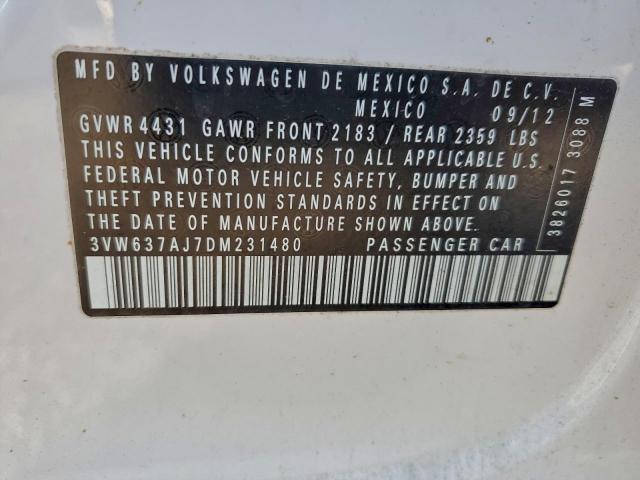 MFD BY VOLKSWAGEN DE MEXICO S.A. DE C.V.
MEXICO 09/12
GVWR 4431 GAWR FRONT 2183 / REAR 2359 LBS
THIS VEHICLE CONFORMS TO ALL APPLICABLE U.S.
FEDERAL MOTOR VEHICLE SAFETY, BUMPER AND
THEFT PREVENTION STANDARDS IN EFFECT ON
THE DATE OF MANUFACTURE SHOWN ABOVE.
3VW637AJ7DM231480 PASSENGER CAR
3826017 3088 M